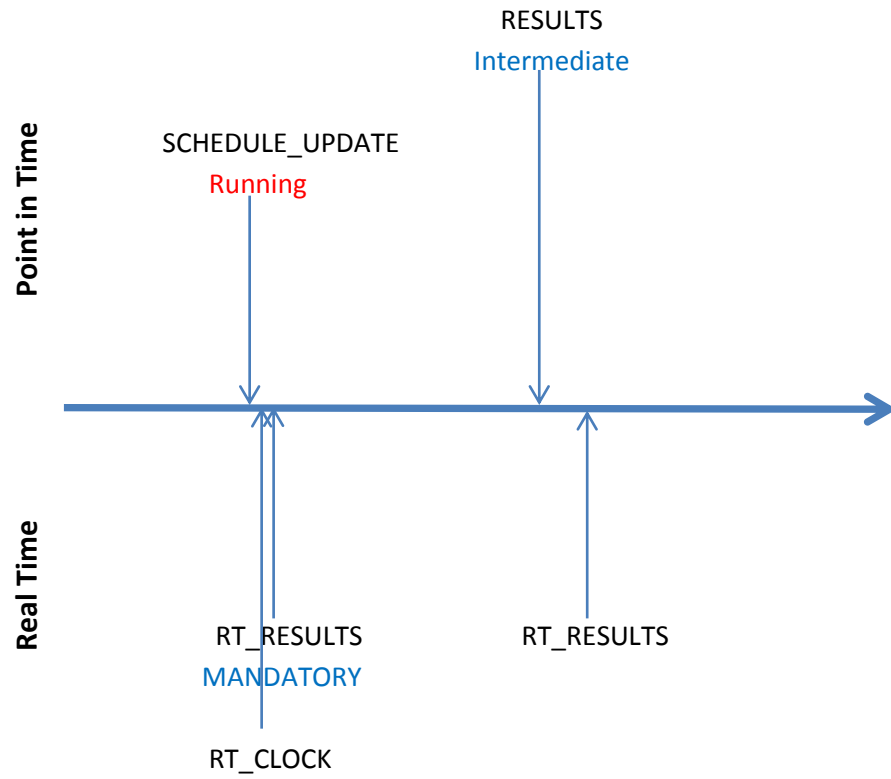 RESULTS
Intermediate
SCHEDULE_UPDATE
Running
Point in Time
Real Time
RT_RESULTS
MANDATORY
RT_RESULTS
RT_CLOCK